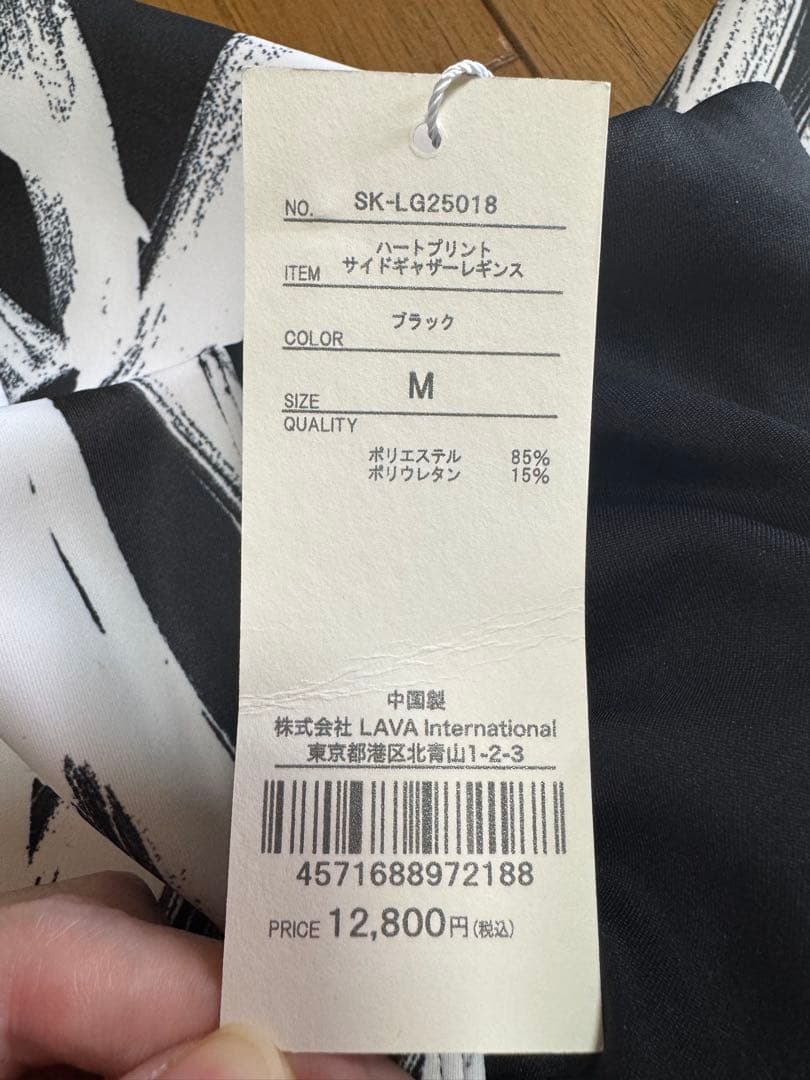 NO. SK-LG25018
ハートプリント
ITEM サイドギャザーレギンス
COLOR ブラック
SIZE M
QUALITY
ポリエステル 85%
ポリウレタン 15%
中国製
株式会社 LAVA International
東京都港区北青山1-2-3
4571688972188
PRICE 12,800円(税込)